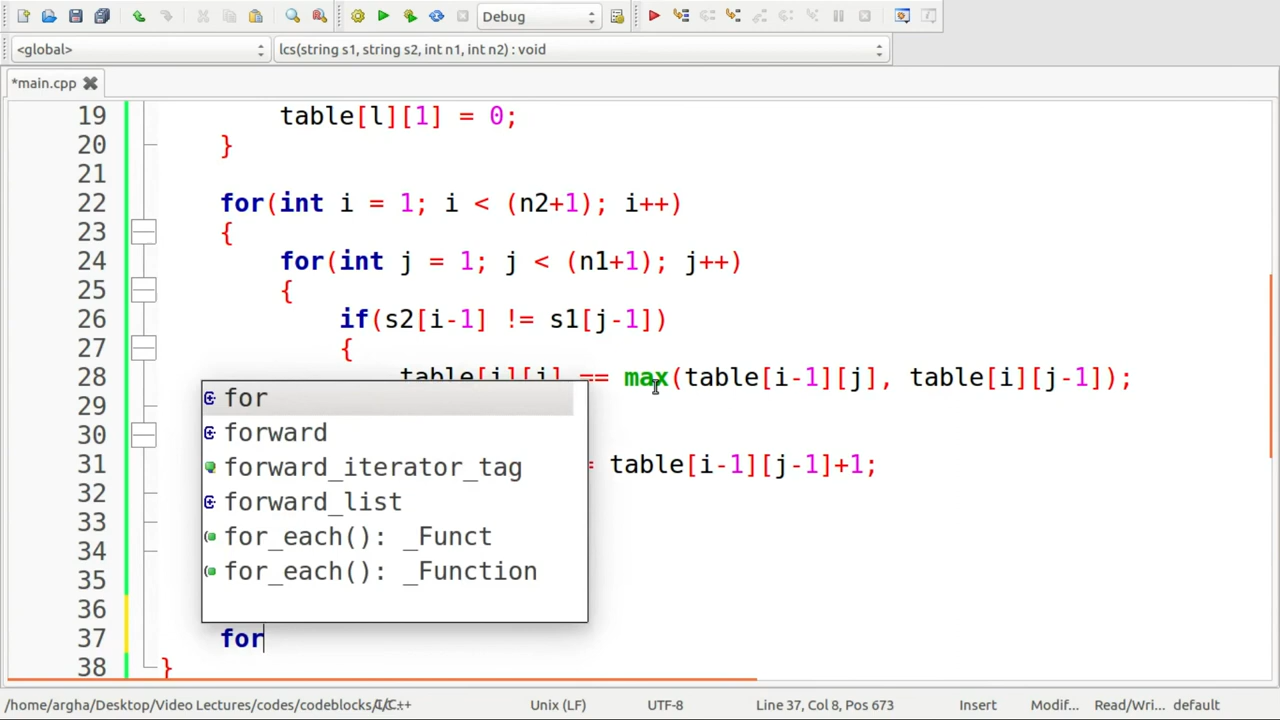 Debug
<global>
lcs(string s1, string s2, int n1, int n2) : void
*main.cpp
19 table[l][1] = 0;
20 }
21
22 for(int i = 1; i < (n2+1); i++)
23 {
24 for(int j = 1; j < (n1+1); j++)
25 {
26 if(s2[i-1] != s1[j-1])
27 {
28 table[i][j] == max(table[i-1][j], table[i][j-1]);
29
30
31 = table[i-1][j-1]+1;
32
33
34
35
36
37 for
38 }
for
forward
forward_iterator_tag
forward_list
for_each(): _Funct
for_each(): _Function
/home/argha/Desktop/Video Lectures/codes/codeblocks/ C/C++ Unix (LF) UTF-8 Line 37, Col 8, Pos 673 Insert Modif... Read/Wri... default